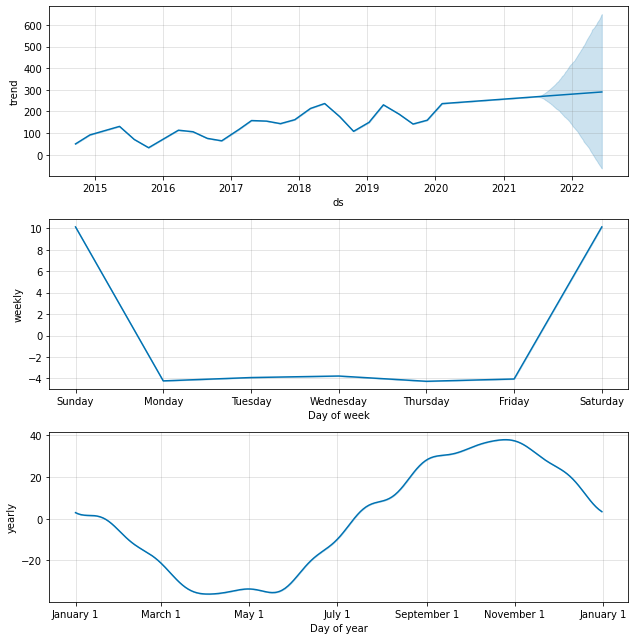 600
500
400
300
200
100
0
trend
2015 2016 2017 2018 2019 2020 2021 2022
ds
10
8
6
4
2
0
−2
−4
weekly
Sunday Monday Tuesday Wednesday Thursday Friday Saturday
Day of week
40
20
0
−20
yearly
January 1 March 1 May 1 July 1 September 1 November 1 January 1
Day of year